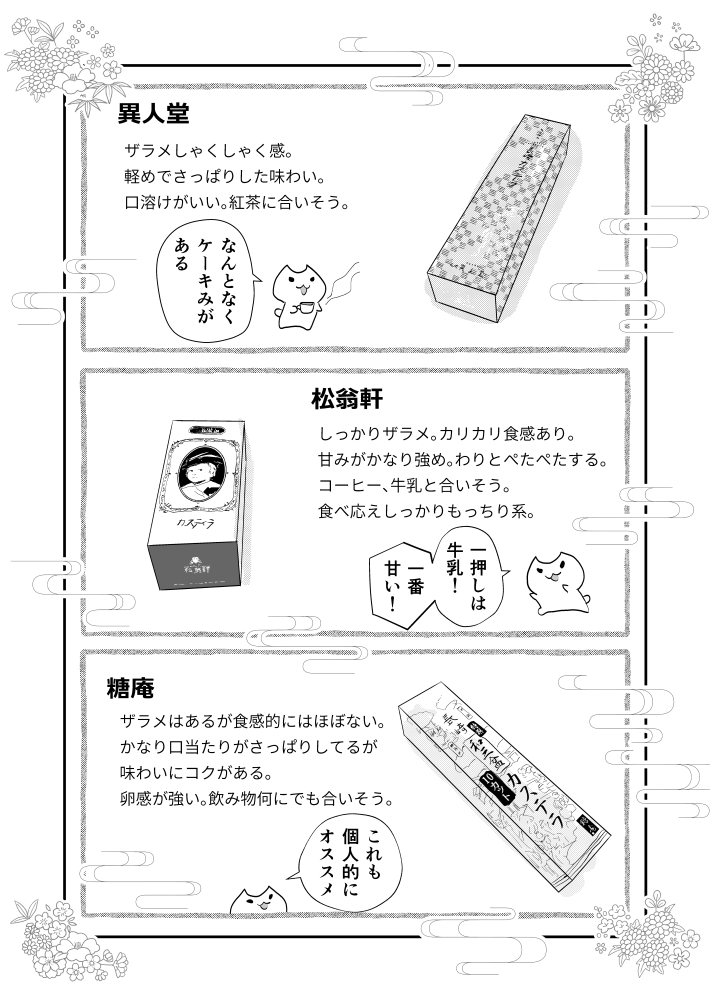 異人堂
ザラメしゃくしゃく感。
軽めでさっぱりした味わい。
口溶けがいい。紅茶に合いそう。
なんとなく
ケーキみが
ある
松翁軒
しっかりザラメ。カリカリ食感あり。
甘みがかなり強め。わりとぺたぺたする。
コーヒー、牛乳と合いそう。
食べ応えしっかりもっちり系。
カステイラ
松翁軒
一押しは
牛乳!
一番
甘い!
糖庵
ザラメはあるが食感的にはほぼない。
かなり口当たりがさっぱりしてるが
味わいにコクがある。
卵感が強い。飲み物何にでも合いそう。
長崎
和三盆
カステラ
10カット
これも
個人的に
オススメ